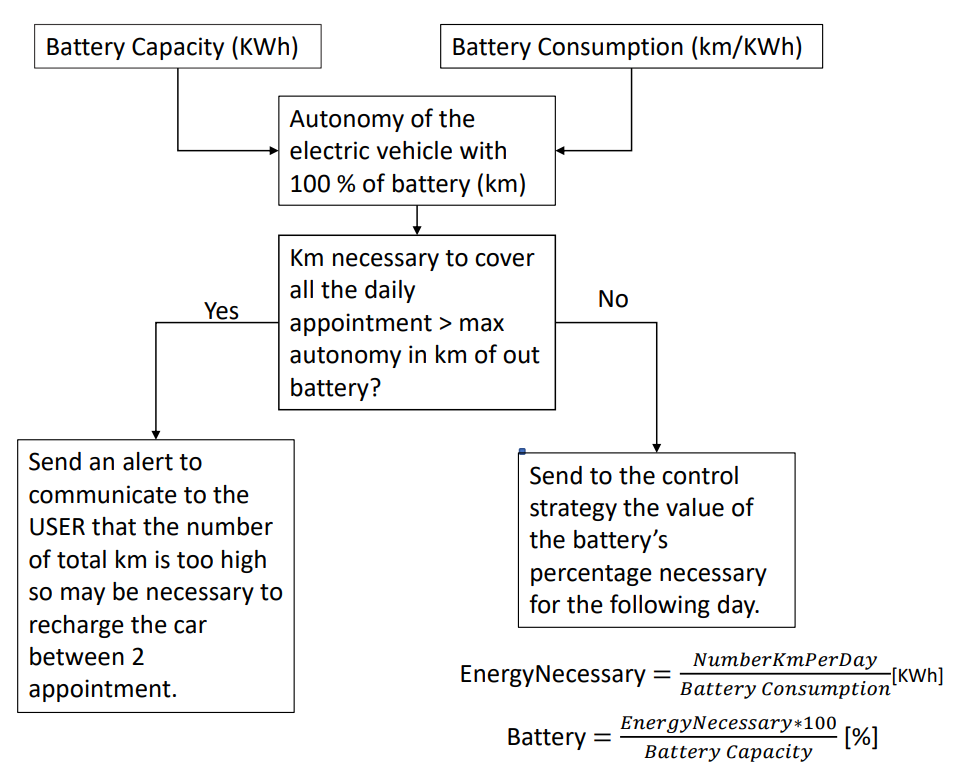 Battery Capacity (KWh)
Battery Consumption (km/KWh)
Autonomy of the
electric vehicle with
100 % of battery (km)
Km necessary to cover
all the daily
appointment > max
autonomy in km of out
battery?
Yes
No
Send an alert to
communicate to the
USER that the number
of total km is too high
so may be necessary to
recharge the car
between 2
appointment.
Send to the control
strategy the value of
the battery’s
percentage necessary
for the following day.
EnergyNecessary = NumberKmPerDay / Battery Consumption [KWh]
Battery = EnergyNecessary*100 / Battery Capacity [%]